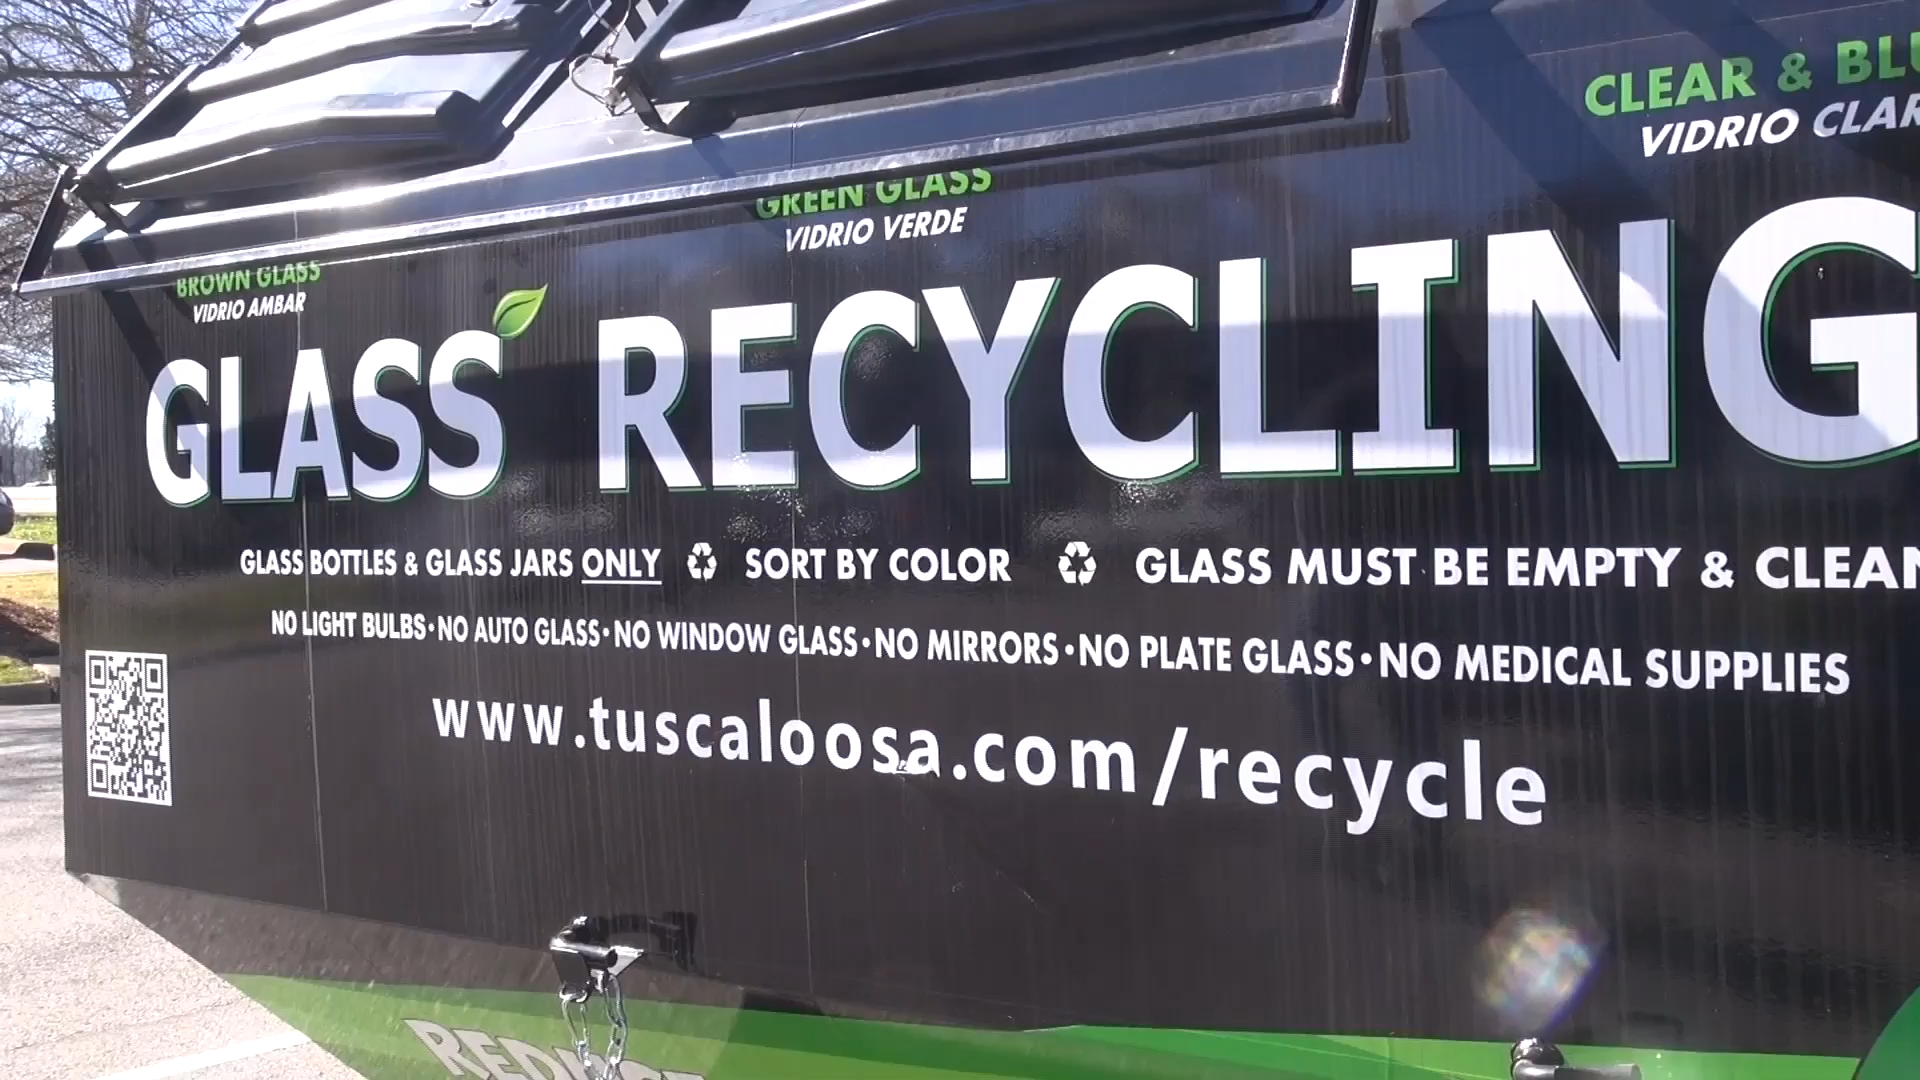 CLEAR & BLU
VIDRIO CLAR
GREEN GLASS
VIDRIO VERDE
BROWN GLASS
VIDRIO AMBAR
GLASS RECYCLING
GLASS BOTTLES & GLASS JARS ONLY SORT BY COLOR GLASS MUST BE EMPTY & CLEAN
NO LIGHT BULBS•NO AUTO GLASS•NO WINDOW GLASS•NO MIRRORS•NO PLATE GLASS•NO MEDICAL SUPPLIES
www.tuscaloosa.com/recycle